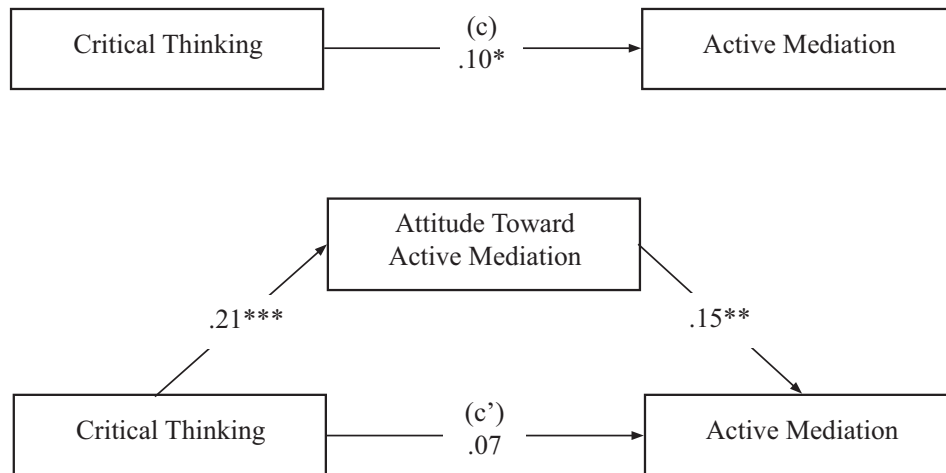 (c)
Critical Thinking
.10*
Active Mediation
Attitude Toward
Active Mediation
.21***
.15**
(c’)
Critical Thinking
.07
Active Mediation